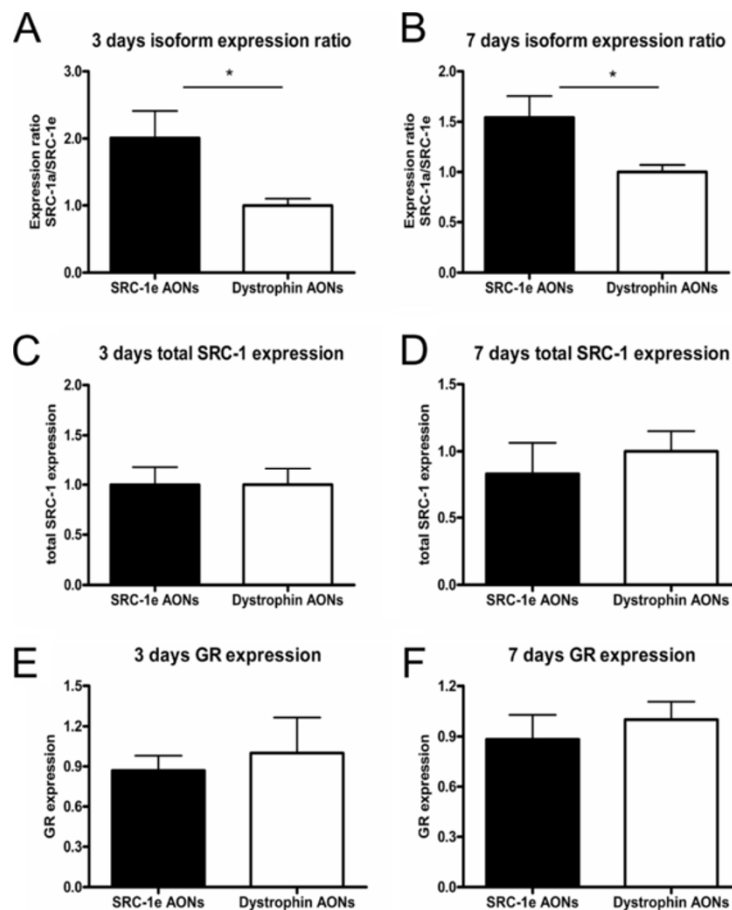 A
3 days isoform expression ratio
Expression ratio
SRC-1a/SRC-1e
3.0
2.0
1.0
0.0
*
SRC-1e AONs
Dystrophin AONs
B
7 days isoform expression ratio
Expression ratio
SRC-1a/SRC-1e
2.0
1.5
1.0
0.5
0.0
*
SRC-1e AONs
Dystrophin AONs
C
3 days total SRC-1 expression
total SRC-1 expression
2.0
1.5
1.0
0.5
0.0
SRC-1e AONs
Dystrophin AONs
D
7 days total SRC-1 expression
total SRC-1 expression
1.5
1.0
0.5
0.0
SRC-1e AONs
Dystrophin AONs
E
3 days GR expression
GR expression
1.5
1.2
0.9
0.6
0.3
0.0
SRC-1e AONs
Dystrophin AONs
F
7 days GR expression
GR expression
1.2
0.9
0.6
0.3
0.0
SRC-1e AONs
Dystrophin AONs